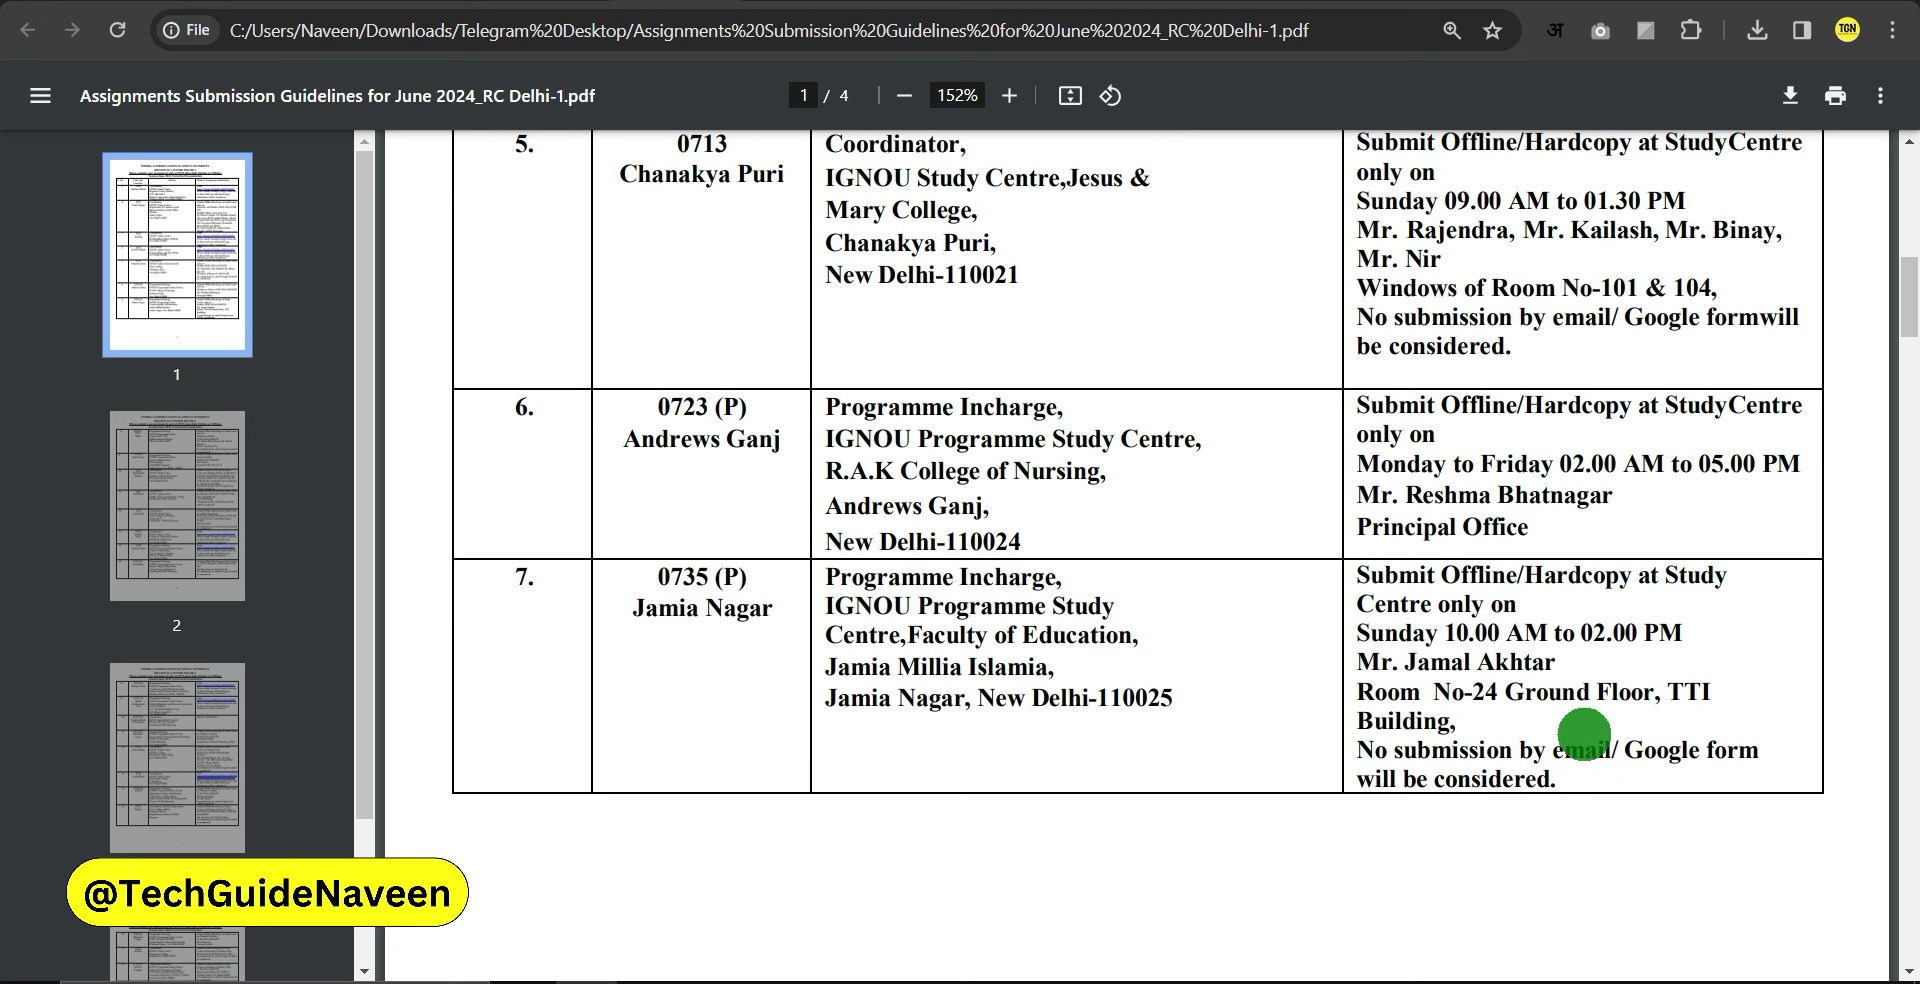 File
C:/Users/Naveen/Downloads/Telegram%20Desktop/Assignments%20Submission%20Guidelines%20for%20June%202024_RC%20Delhi-1.pdf
अ
TGN
Assignments Submission Guidelines for June 2024_RC Delhi-1.pdf
1 / 4
152%
5.
0713
Chanakya Puri
Coordinator,
IGNOU Study Centre,Jesus &
Mary College,
Chanakya Puri,
New Delhi-110021
Submit Offline/Hardcopy at StudyCentre
only on
Sunday 09.00 AM to 01.30 PM
Mr. Rajendra, Mr. Kailash, Mr. Binay,
Mr. Nir
Windows of Room No-101 & 104,
No submission by email/ Google formwill
be considered.
6.
0723 (P)
Andrews Ganj
Programme Incharge,
IGNOU Programme Study Centre,
R.A.K College of Nursing,
Andrews Ganj,
New Delhi-110024
Submit Offline/Hardcopy at StudyCentre
only on
Monday to Friday 02.00 AM to 05.00 PM
Mr. Reshma Bhatnagar
Principal Office
7.
0735 (P)
Jamia Nagar
Programme Incharge,
IGNOU Programme Study
Centre,Faculty of Education,
Jamia Millia Islamia,
Jamia Nagar, New Delhi-110025
Submit Offline/Hardcopy at Study
Centre only on
Sunday 10.00 AM to 02.00 PM
Mr. Jamal Akhtar
Room No-24 Ground Floor, TTI
Building,
No submission by email/ Google form
will be considered.
1
2
@TechGuideNaveen